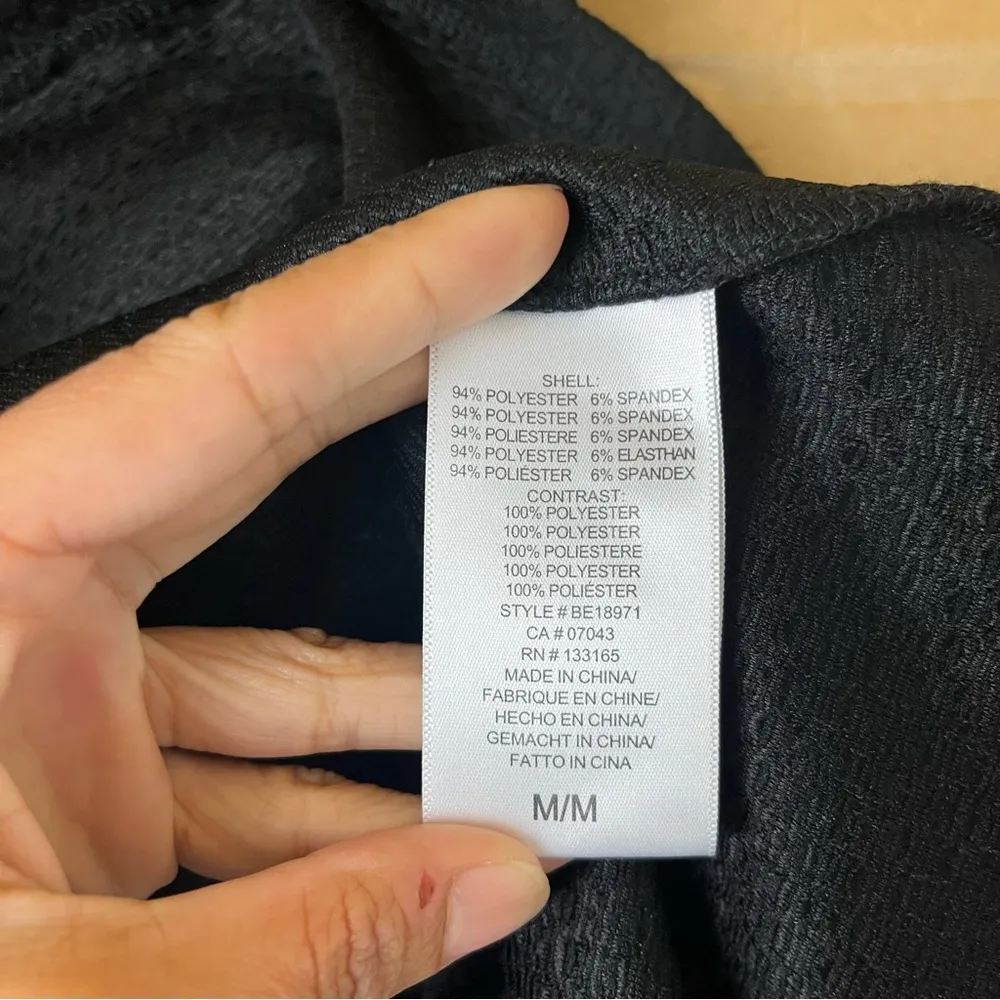 SHELL:
94% POLYESTER 6% SPANDEX
94% POLYESTER 6% SPANDEX
94% POLIESTERE 6% SPANDEX
94% POLYESTER 6% ELASTHAN
94% POLIÉSTER 6% SPANDEX
CONTRAST:
100% POLYESTER
100% POLYESTER
100% POLIESTERE
100% POLYESTER
100% POLIÉSTER
STYLE # BE18971
CA # 07043
RN # 133165
MADE IN CHINA/
FABRIQUE EN CHINE/
HECHO EN CHINA/
GEMACHT IN CHINA/
FATTO IN CINA
M/M